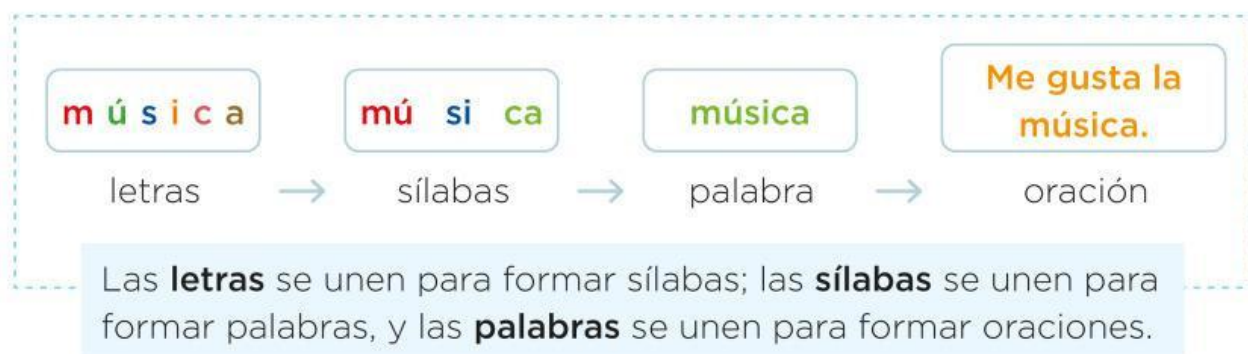 m ú s i c a
mú si ca
música
Me gusta la
música.
letras → sílabas → palabra → oración
Las letras se unen para formar sílabas; las sílabas se unen para
formar palabras, y las palabras se unen para formar oraciones.